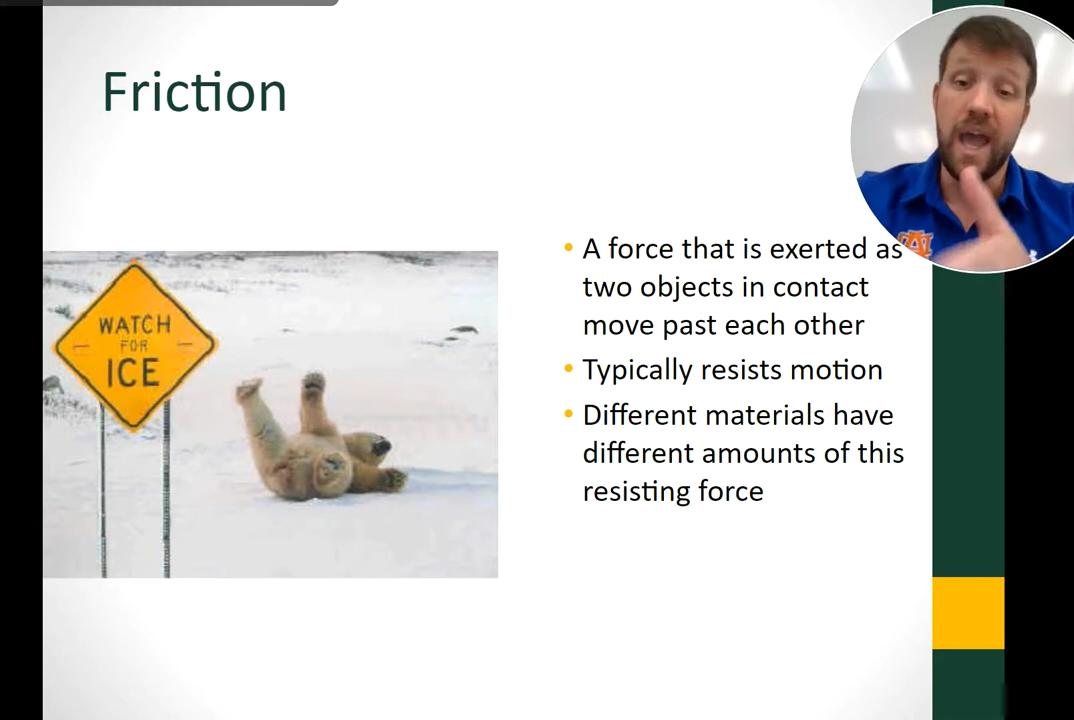 Friction
WATCH
FOR
ICE
• A force that is exerted as
two objects in contact
move past each other
• Typically resists motion
• Different materials have
different amounts of this
resisting force
AU